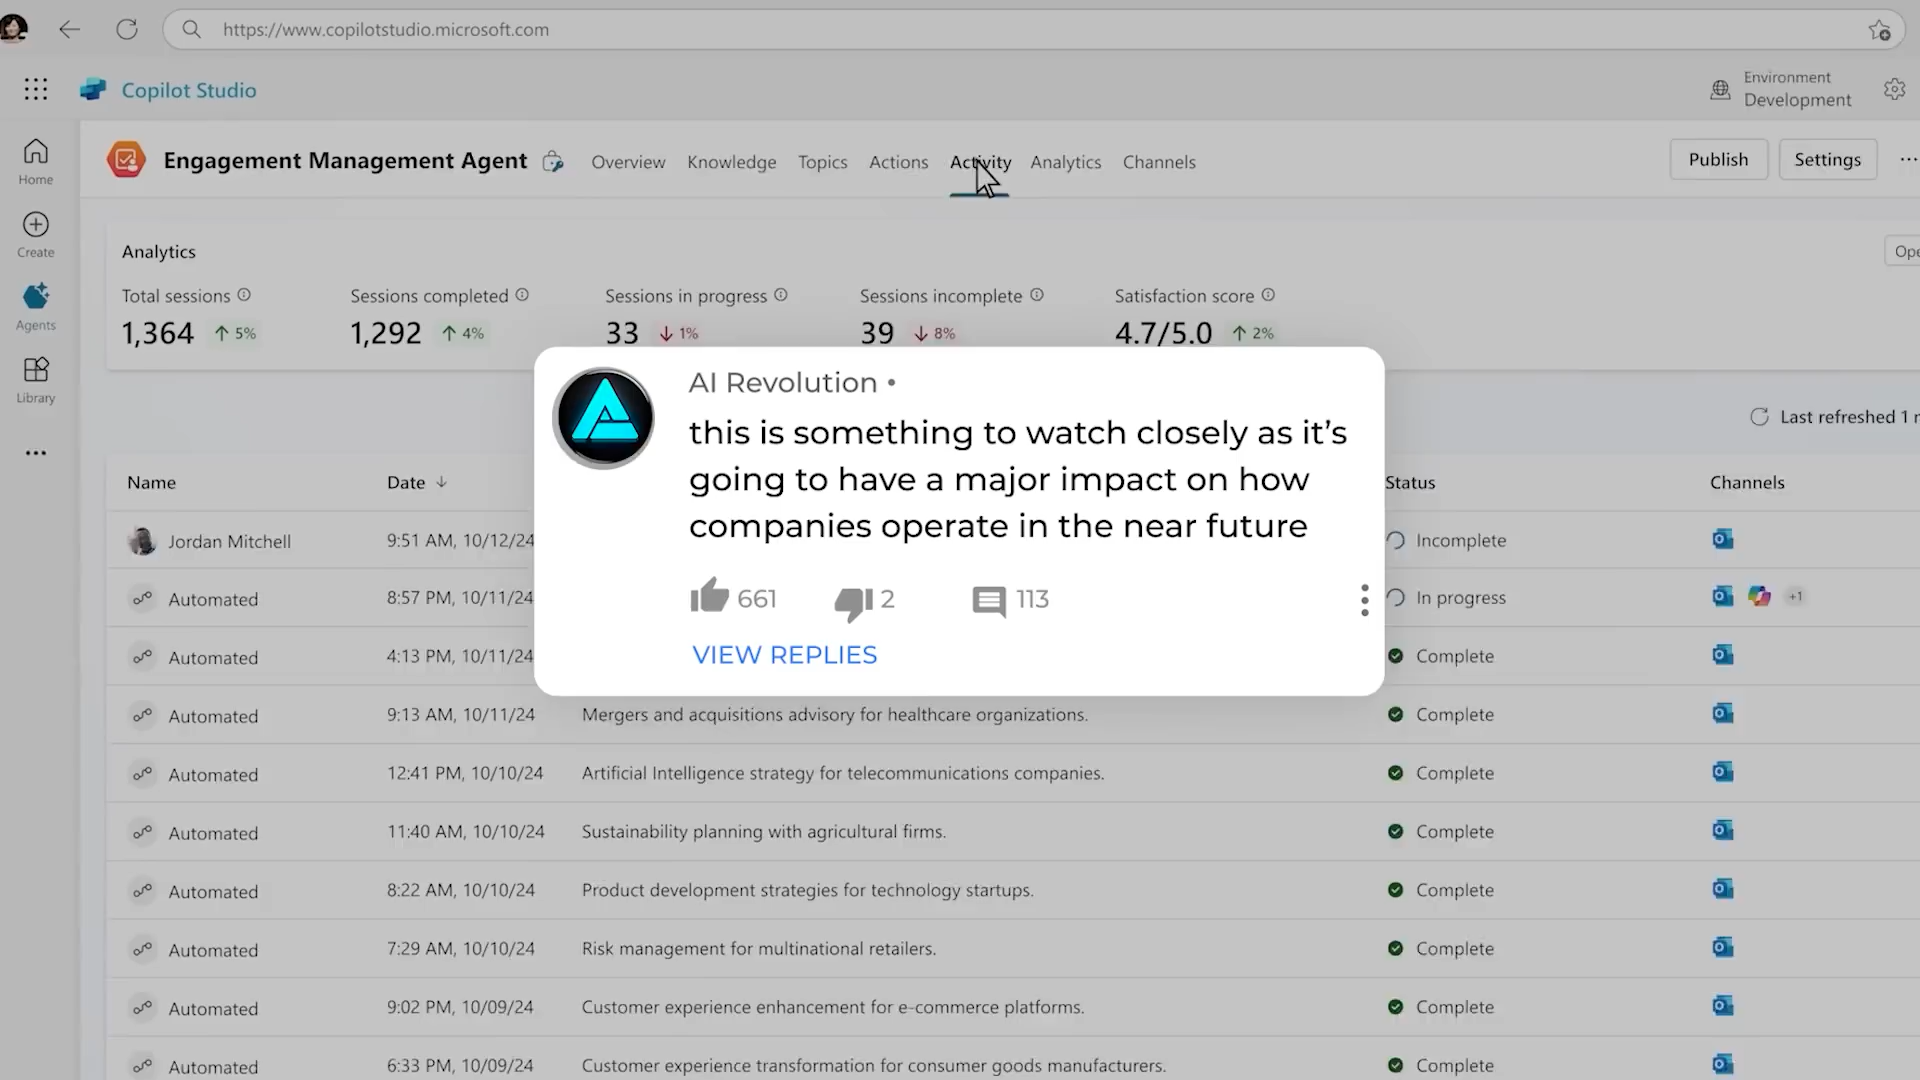 https://www.copilotstudio.microsoft.com
Copilot Studio
Environment
Development
Home
Create
Agents
Library
Engagement Management Agent
Overview Knowledge Topics Actions Activity Analytics Channels
Publish Settings
Analytics
Total sessions Sessions completed Sessions in progress Sessions incomplete Satisfaction score
1,364 5% 1,292 4% 33 1% 39 8% 4.7/5.0 2%
Last refreshed 1
AI Revolution •
this is something to watch closely as it’s
going to have a major impact on how
companies operate in the near future
661 2 113
VIEW REPLIES
Name Date Status Channels
Jordan Mitchell 9:51 AM, 10/12/24 Incomplete
Automated 8:57 PM, 10/11/24 In progress +1
Automated 4:13 PM, 10/11/24 Complete
Automated 9:13 AM, 10/11/24 Mergers and acquisitions advisory for healthcare organizations. Complete
Automated 12:41 PM, 10/10/24 Artificial Intelligence strategy for telecommunications companies. Complete
Automated 11:40 AM, 10/10/24 Sustainability planning with agricultural firms. Complete
Automated 8:22 AM, 10/10/24 Product development strategies for technology startups. Complete
Automated 7:29 AM, 10/10/24 Risk management for multinational retailers. Complete
Automated 9:02 PM, 10/09/24 Customer experience enhancement for e-commerce platforms. Complete
Automated 6:33 PM, 10/09/24 Customer experience transformation for consumer goods manufacturers. Complete